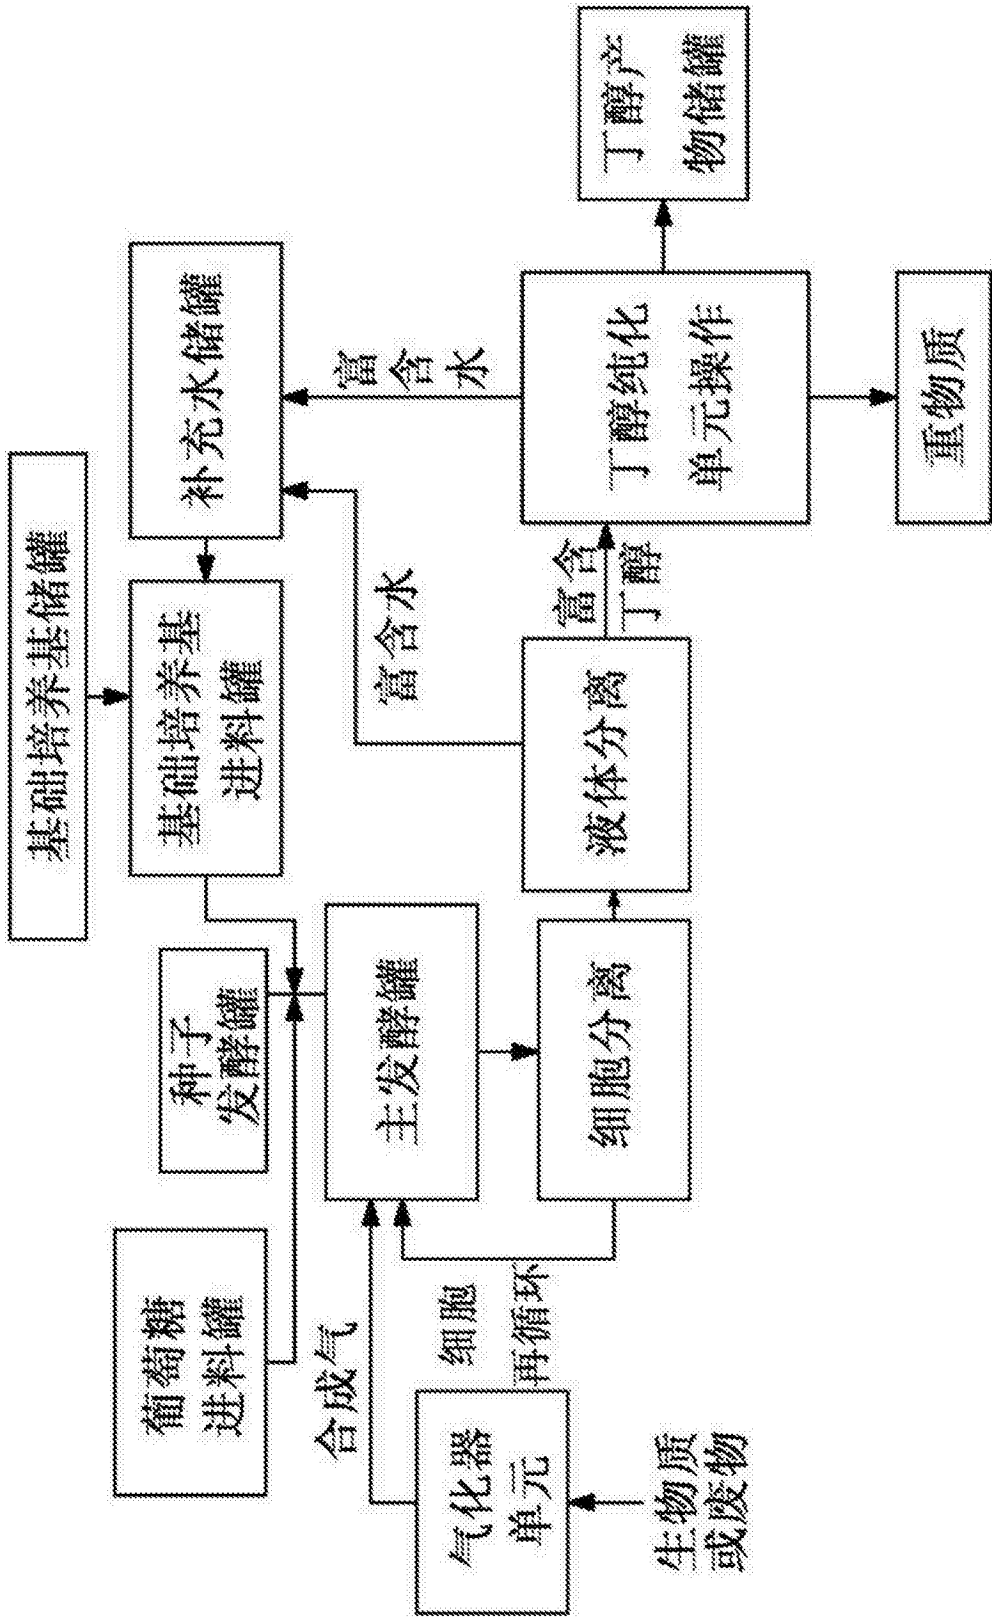 基础培养基储罐
葡萄糖
进料罐
种子
发酵罐
基础培养基
进料罐
补充水储罐
合成气
主发酵罐
富含水
富
含
水
细胞
再循环
气化器
单元
细胞分离
液体分离
富含
丁醇
丁醇纯化
单元操作
丁醇产
物储罐
生物质
或废物
重物质